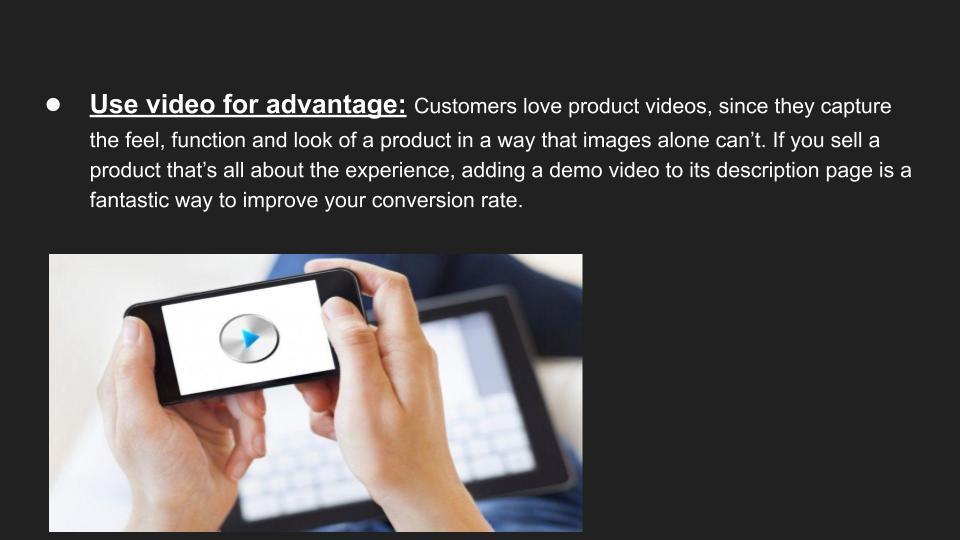 ● Use video for advantage: Customers love product videos, since they capture
the feel, function and look of a product in a way that images alone can’t. If you sell a
product that’s all about the experience, adding a demo video to its description page is a
fantastic way to improve your conversion rate.